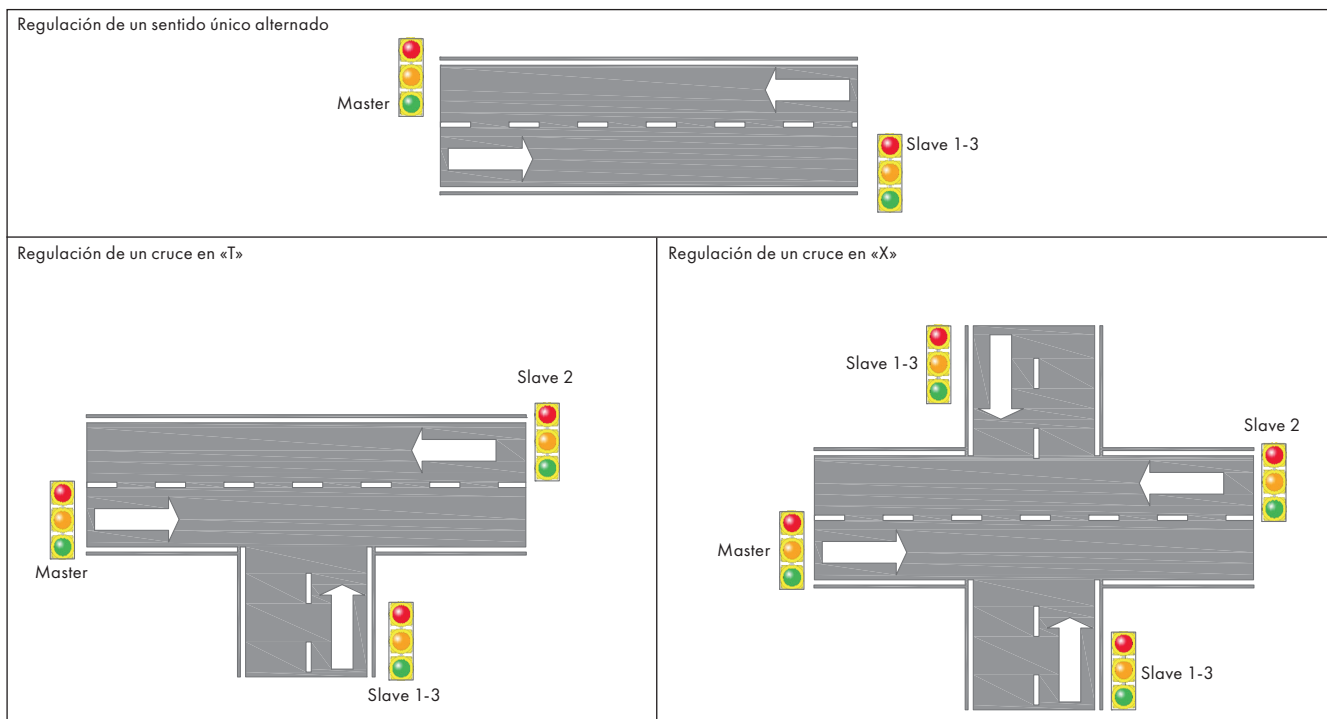 Regulación de un sentido único alternado
Master
Slave 1-3
Regulación de un cruce en «T»
Slave 2
Master
Slave 1-3
Regulación de un cruce en «X»
Slave 1-3
Slave 2
Master
Slave 1-3